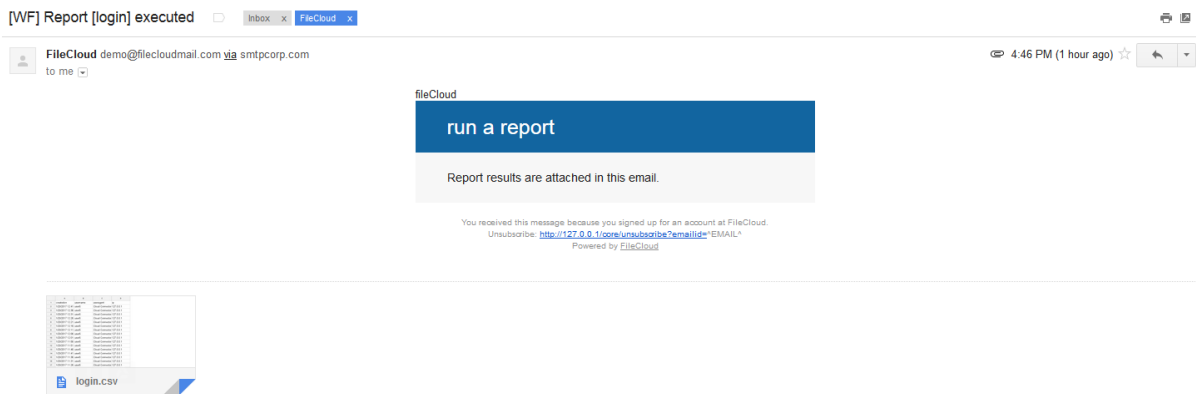 [WF] Report [login] executed Inbox x FileCloud x
FileCloud demo@filecloudmail.com via smtpcorp.com 4:46 PM (1 hour ago)
to me
fileCloud
run a report
Report results are attached in this email.
You received this message because you signed up for an account at FileCloud.
Unsubscribe: http://127.0.0.1/core/unsubscribe?emailid=^EMAIL^
Powered by FileCloud
login.csv